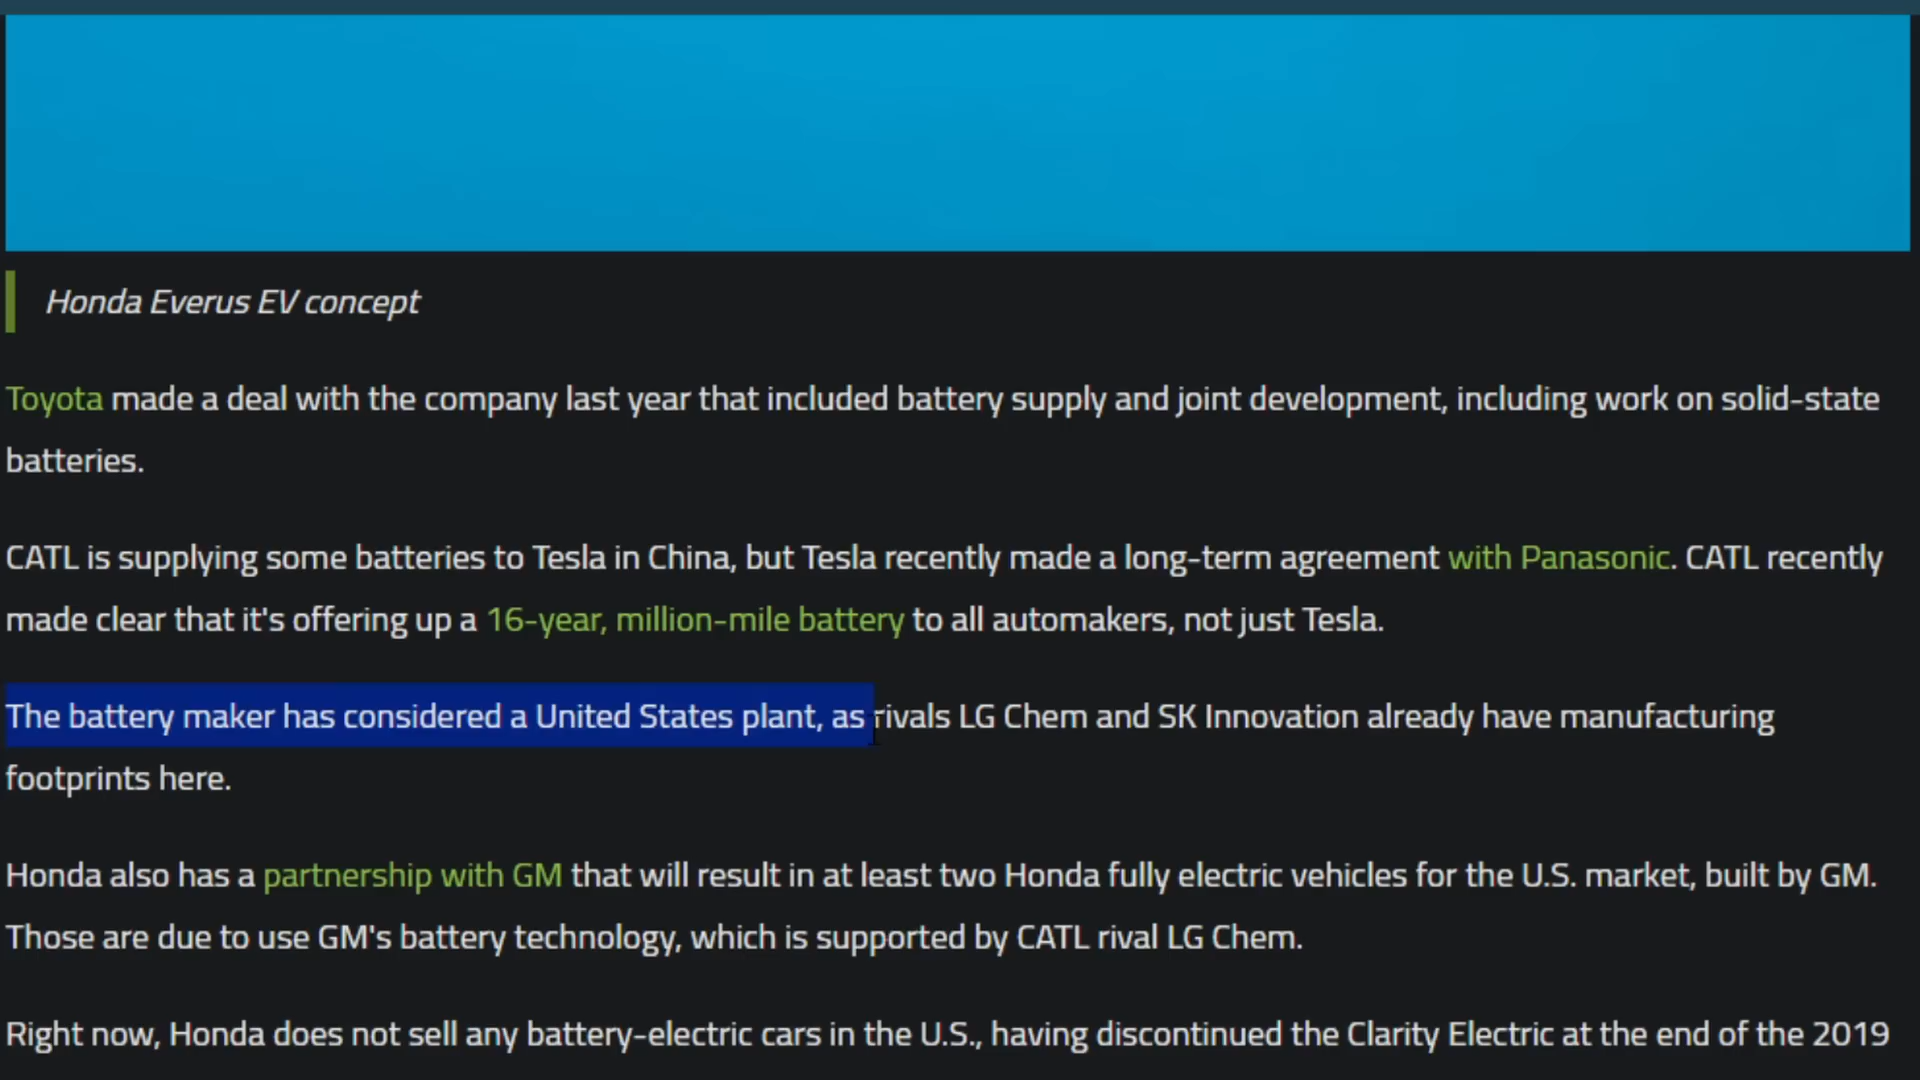 Honda Everus EV concept
Toyota made a deal with the company last year that included battery supply and joint development, including work on solid-state
batteries.
CATL is supplying some batteries to Tesla in China, but Tesla recently made a long-term agreement with Panasonic. CATL recently
made clear that it's offering up a 16-year, million-mile battery to all automakers, not just Tesla.
The battery maker has considered a United States plant, as rivals LG Chem and SK Innovation already have manufacturing
footprints here.
Honda also has a partnership with GM that will result in at least two Honda fully electric vehicles for the U.S. market, built by GM.
Those are due to use GM's battery technology, which is supported by CATL rival LG Chem.
Right now, Honda does not sell any battery-electric cars in the U.S., having discontinued the Clarity Electric at the end of the 2019